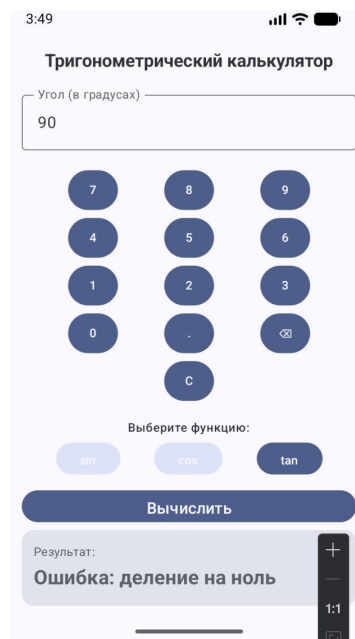 3:49
Тригонометрический калькулятор
Угол (в градусах)
90
7 8 9
4 5 6
1 2 3
0 . ⌫
C
Выберите функцию:
sin cos tan
Вычислить
Результат:
Ошибка: деление на ноль
1:1